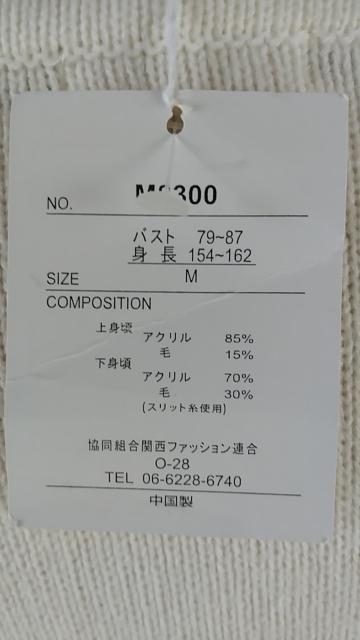 NO.
バスト 79~87
身長 154~162
SIZE M
COMPOSITION
上身頃
アクリル 85%
毛 15%
下身頃
アクリル 70%
毛 30%
(スリット糸使用)
協同組合関西ファッション連合
O-28
TEL 06-6228-6740
中国製